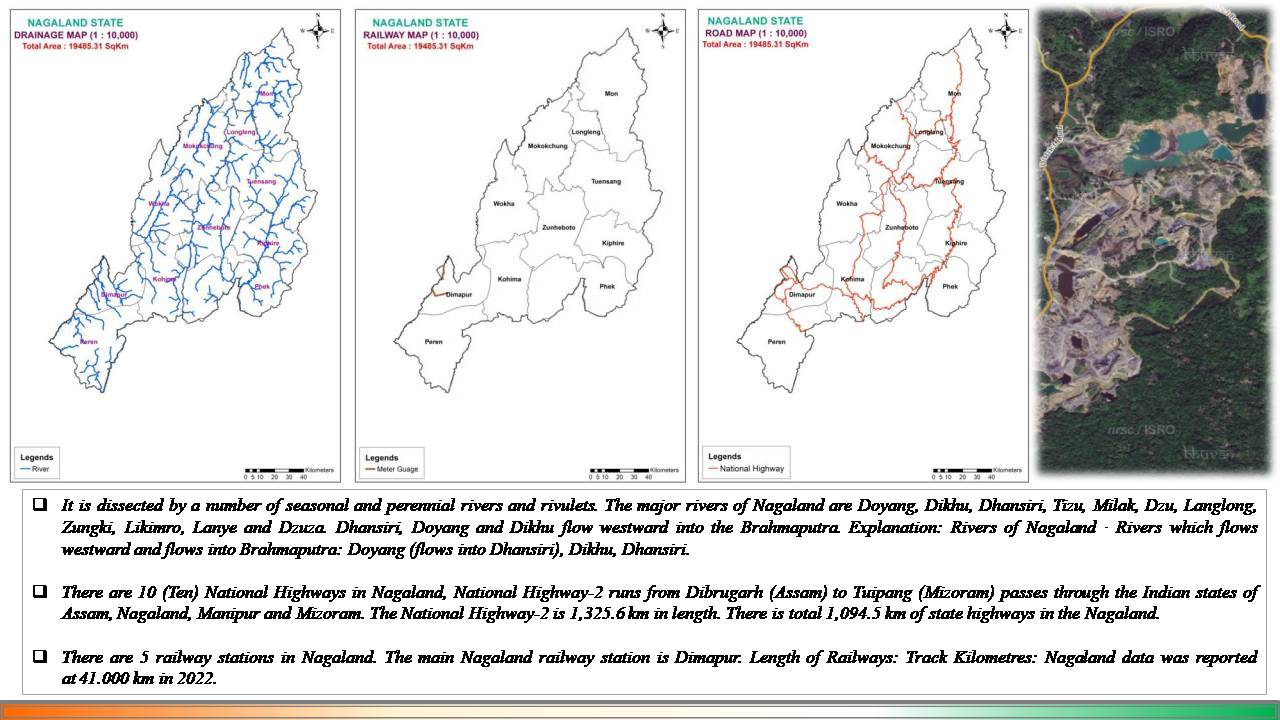 NAGALAND STATE
DRAINAGE MAP (1 : 10,000)
Total Area : 19485.31 SqKm
N
W
E
S
Mon
Longleng
Mokokchung
Tuensang
Wokha
Zunheboto
Kiphire
Kohima
Phek
Dimapur
Peren
Legends
River
0 5 10 20 30 40 Kilometers
NAGALAND STATE
RAILWAY MAP (1 : 10,000)
Total Area : 19485.31 SqKm
N
W
E
S
Mon
Longleng
Mokokchung
Tuensang
Wokha
Zunheboto
Kiphire
Kohima
Phek
Dimapur
Peren
Legends
Meter Guage
0 5 10 20 30 40 Kilometers
NAGALAND STATE
ROAD MAP (1 : 10,000)
Total Area : 19485.31 SqKm
N
W
E
S
Mon
Longleng
Mokokchung
Tuensang
Wokha
Zunheboto
Kiphire
Kohima
Phek
Dimapur
Peren
Legends
National Highway
0 5 10 20 30 40 Kilometers
nrsc / ISRO
bhuvan
nrsc / ISRO
bhuvan
It is dissected by a number of seasonal and perennial rivers and rivulets. The major rivers of Nagaland are Doyang, Dikhu, Dhansiri, Tizu, Milak, Dzu, Langlong,
Zungki, Likimro, Lanye and Dzuza. Dhansiri, Doyang and Dikhu flow westward into the Brahmaputra. Explanation: Rivers of Nagaland - Rivers which flows
westward and flows into Brahmaputra: Doyang (flows into Dhansiri), Dikhu, Dhansiri.
There are 10 (Ten) National Highways in Nagaland, National Highway-2 runs from Dibrugarh (Assam) to Tuipang (Mizoram) passes through the Indian states of
Assam, Nagaland, Manipur and Mizoram. The National Highway-2 is 1,325.6 km in length. There is total 1,094.5 km of state highways in the Nagaland.
There are 5 railway stations in Nagaland. The main Nagaland railway station is Dimapur. Length of Railways: Track Kilometres: Nagaland data was reported
at 41.000 km in 2022.